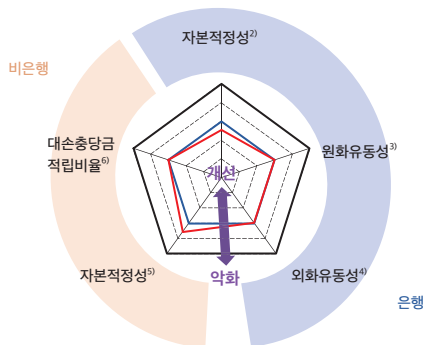 자본적정성2)
비은행
대손충당금
적립비율6)
원화유동성3)
개선
자본적정성5)
악화
외화유동성4)
은행